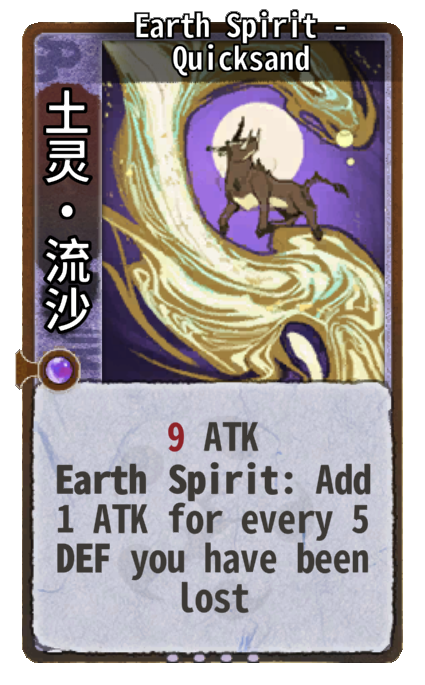 Earth Spirit -
Quicksand
土灵·流沙
9 ATK
Earth Spirit: Add
1 ATK for every 5
DEF you have been
lost